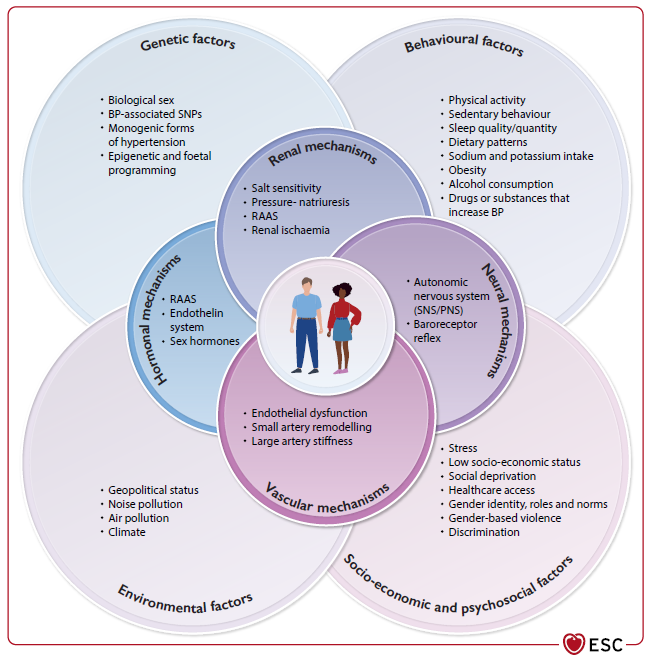 Genetic factors
• Biological sex
• BP-associated SNPs
• Monogenic forms
of hypertension
• Epigenetic and foetal
programming
Behavioural factors
• Physical activity
• Sedentary behaviour
• Sleep quality/quantity
• Dietary patterns
• Sodium and potassium intake
• Obesity
• Alcohol consumption
• Drugs or substances that
increase BP
Renal mechanisms
• Salt sensitivity
• Pressure- natriuresis
• RAAS
• Renal ischaemia
Hormonal mechanisms
• RAAS
• Endothelin
system
• Sex hormones
Neural mechanisms
• Autonomic
nervous system
(SNS/PNS)
• Baroreceptor
reflex
• Endothelial dysfunction
• Small artery remodelling
• Large artery stiffness
Vascular mechanisms
• Geopolitical status
• Noise pollution
• Air pollution
• Climate
Environmental factors
• Stress
• Low socio-economic status
• Social deprivation
• Healthcare access
• Gender identity, roles and norms
• Gender-based violence
• Discrimination
Socio-economic and psychosocial factors
ESC